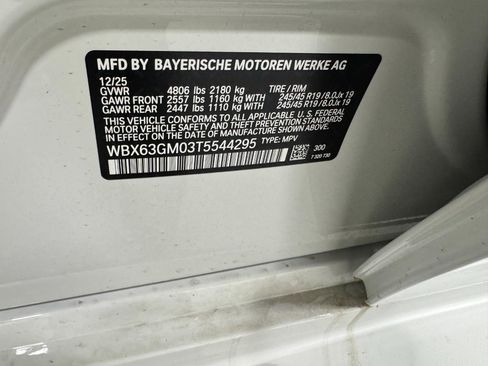 MFD BY BAYERISCHE MOTOREN WERKE AG
12/25
GVWR 4806 lbs 2180 kg TIRE / RIM
GAWR FRONT 2557 lbs 1160 kg WITH 245/45 R19 / 8.0Jx 19
GAWR REAR 2447 lbs 1110 kg WITH 245/45 R19 / 8.0Jx 19
THIS VEHICLE CONFORMS TO ALL APPLICABLE U.S. FEDERAL
MOTOR VEHICLE SAFETY AND THEFT PREVENTION STANDARDS
IN EFFECT ON THE DATE OF MANUFACTURE SHOWN ABOVE.
WBX63GM03T5544295 TYPE: MPV
300
T 320 730